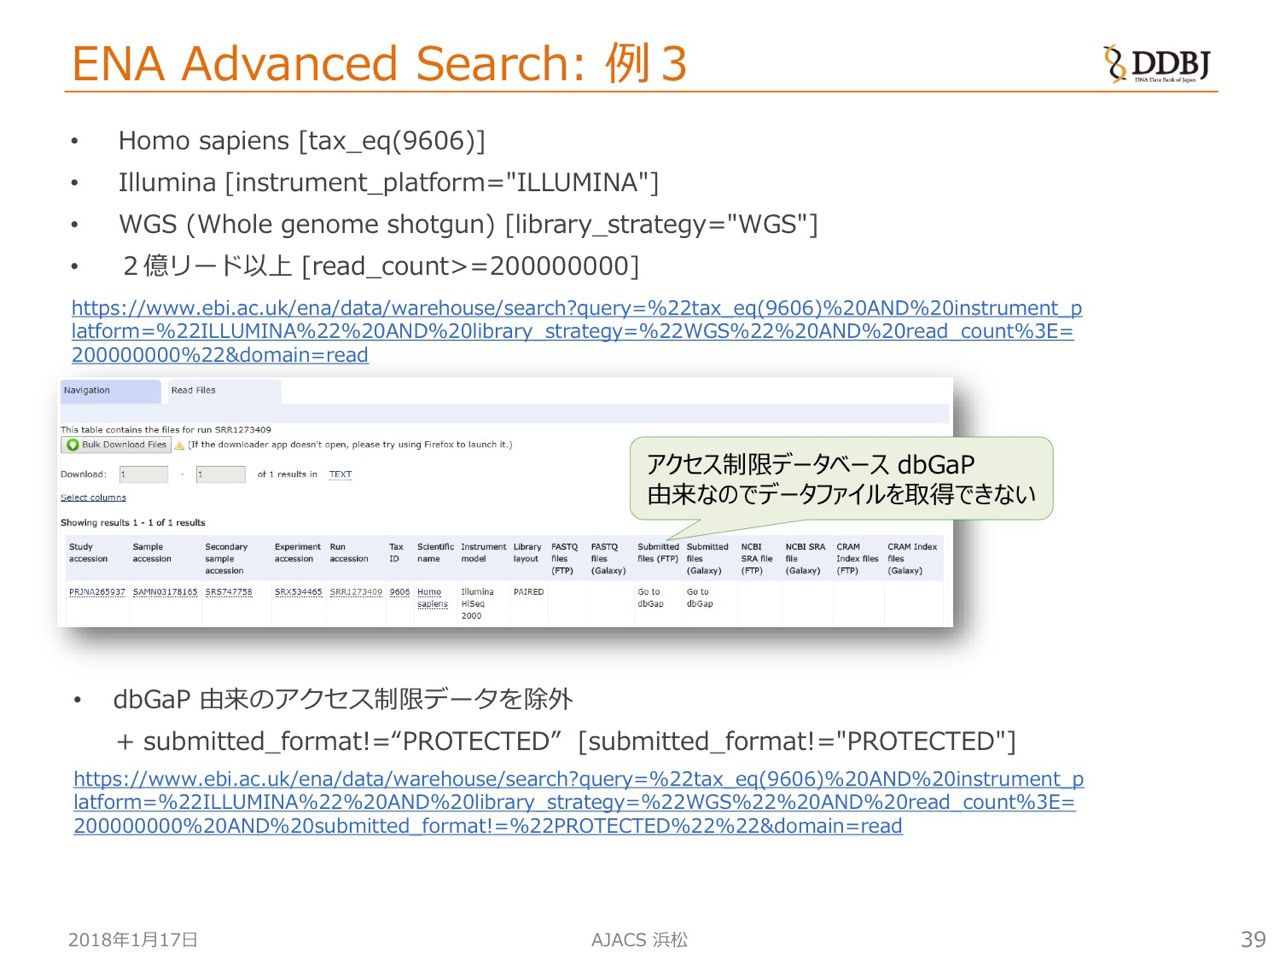 ENA Advanced Search: 例３
DDBJ
DNA Data Bank of Japan
• Homo sapiens [tax_eq(9606)]
• Illumina [instrument_platform="ILLUMINA"]
• WGS (Whole genome shotgun) [library_strategy="WGS"]
• ２億リード以上 [read_count>=200000000]
https://www.ebi.ac.uk/ena/data/warehouse/search?query=%22tax_eq(9606)%20AND%20instrument_p
latform=%22ILLUMINA%22%20AND%20library_strategy=%22WGS%22%20AND%20read_count%3E=
200000000%22&domain=read
Navigation Read Files
This table contains the files for run SRR1273409
Bulk Download Files (If the downloader app doesn't open, please try using Firefox to launch it.)
Download: 1 - 1 of 1 results in TEXT
Select columns
Showing results 1 - 1 of 1 results
アクセス制限データベース dbGaP
由来なのでデータファイルを取得できない
Study Sample Secondary Experiment Run Tax Scientific Instrument Library FASTQ FASTQ Submitted Submitted NCBI NCBI SRA CRAM CRAM Index
accession accession sample accession accession ID name model layout files files files (FTP) files SRA file file Index files files
accession (FTP) (Galaxy) (Galaxy) (FTP) (Galaxy) (FTP) (Galaxy)
PRJNA265937 SAMN03178165 SRS747758 SRX534465 SRR1273409 9606 Homo Illumina PAIRED Go to Go to
sapiens HiSeq dbGap dbGap
2000
• dbGaP 由来のアクセス制限データを除外
+ submitted_format!=“PROTECTED” [submitted_format!="PROTECTED"]
https://www.ebi.ac.uk/ena/data/warehouse/search?query=%22tax_eq(9606)%20AND%20instrument_p
latform=%22ILLUMINA%22%20AND%20library_strategy=%22WGS%22%20AND%20read_count%3E=
200000000%20AND%20submitted_format!=%22PROTECTED%22%22&domain=read
2018年1月17日 AJACS 浜松 39